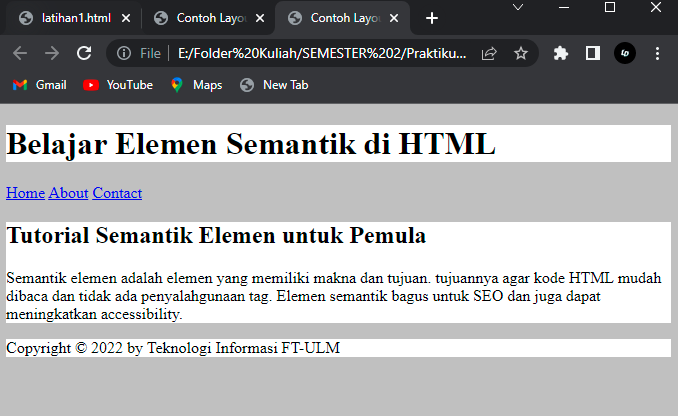 latihan1.html Contoh Layo Contoh Layo
File E:/Folder%20Kuliah/SEMESTER%202/Praktiku...
Gmail YouTube Maps New Tab
Belajar Elemen Semantik di HTML
Home About Contact
Tutorial Semantik Elemen untuk Pemula
Semantik elemen adalah elemen yang memiliki makna dan tujuan. tujuannya agar kode HTML mudah
dibaca dan tidak ada penyalahgunaan tag. Elemen semantik bagus untuk SEO dan juga dapat
meningkatkan accessibility.
Copyright © 2022 by Teknologi Informasi FT-ULM